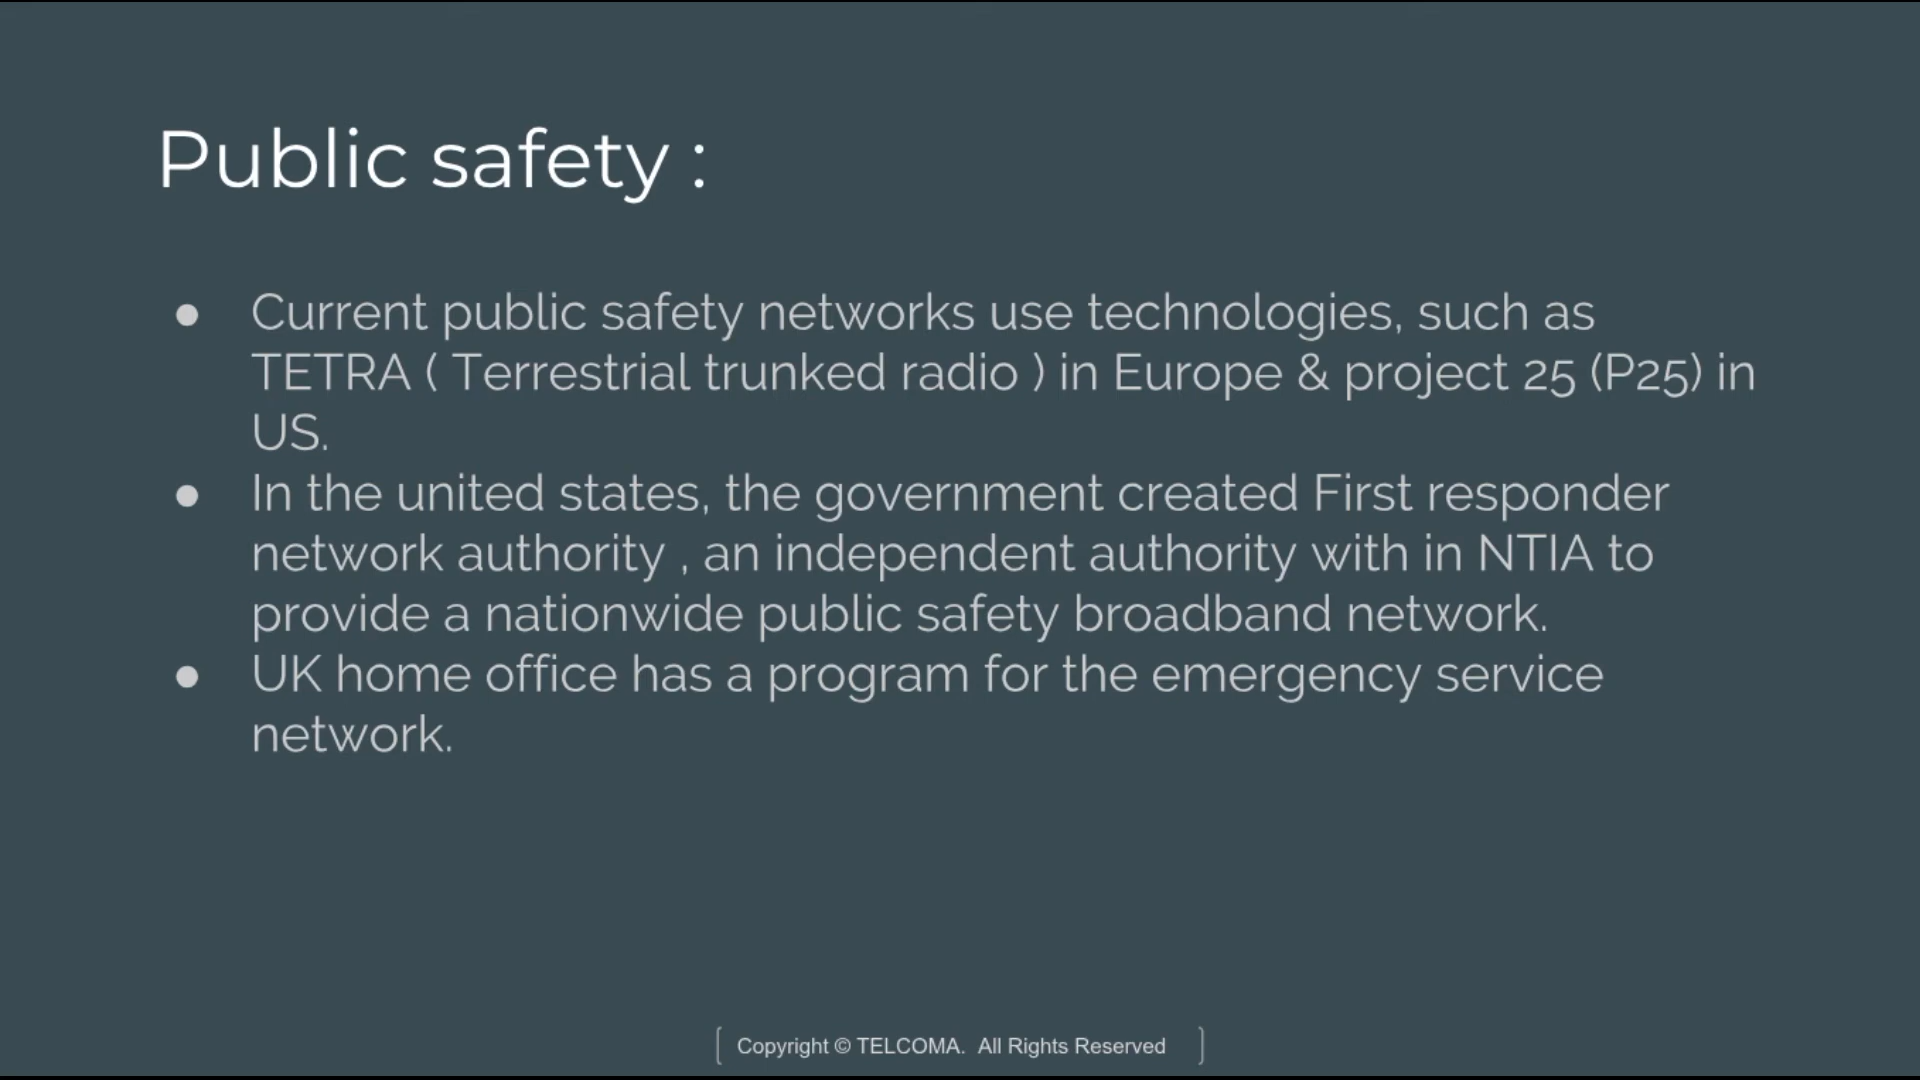 Public safety :
● Current public safety networks use technologies, such as
TETRA ( Terrestrial trunked radio ) in Europe & project 25 (P25) in
US.
● In the united states, the government created First responder
network authority , an independent authority with in NTIA to
provide a nationwide public safety broadband network.
● UK home office has a program for the emergency service
network.
[ Copyright © TELCOMA. All Rights Reserved ]